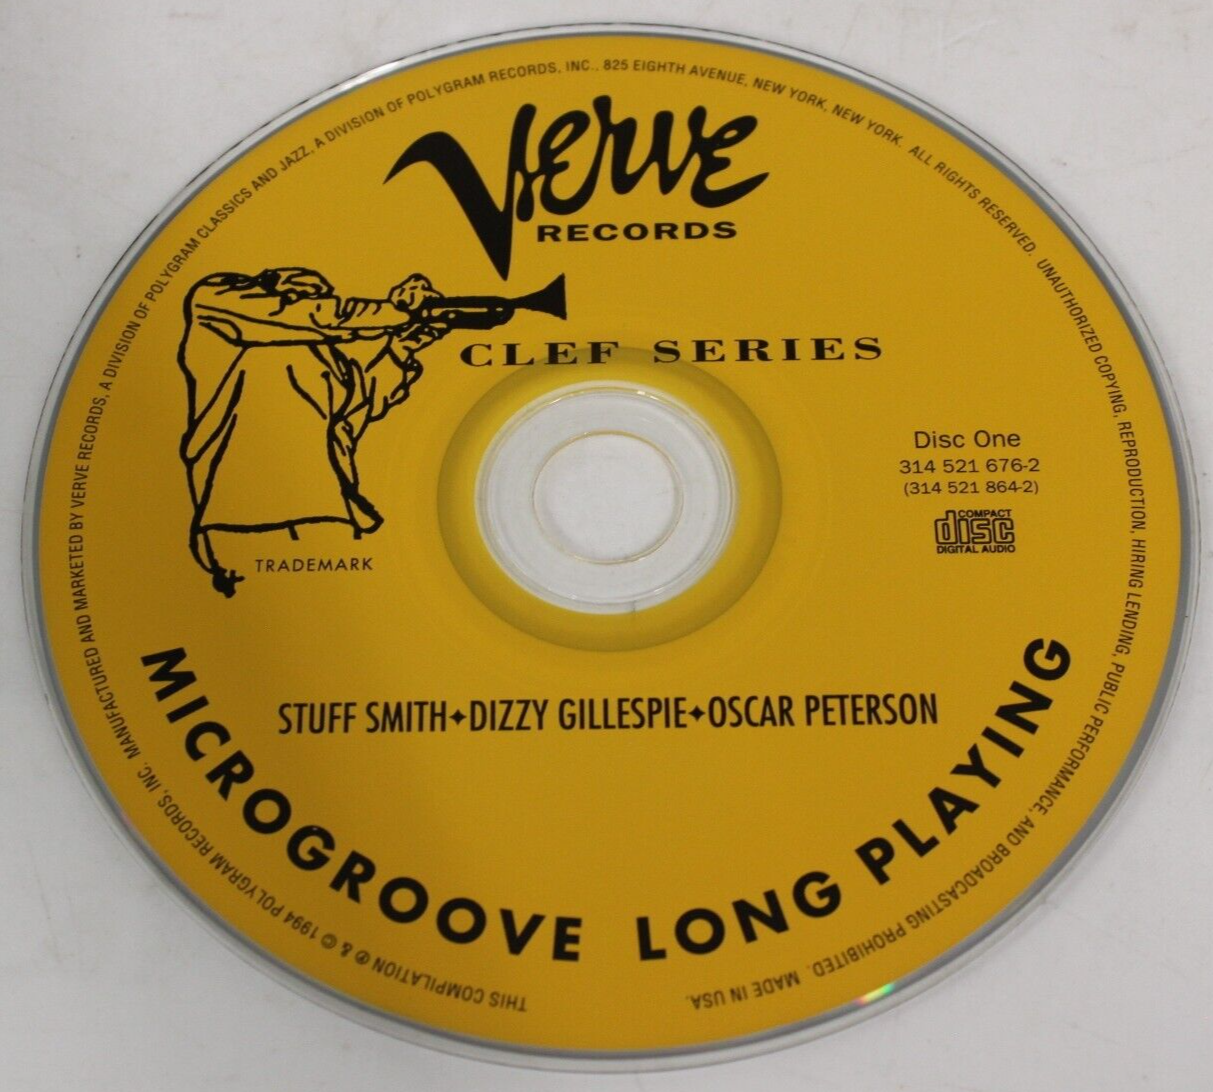 Verve
RECORDS
CLEF SERIES
TRADEMARK
Disc One
314 521 676-2
(314 521 864-2)
COMPACT
disc
DIGITAL AUDIO
STUFF SMITH✦DIZZY GILLESPIE✦OSCAR PETERSON
MICROGROOVE LONG PLAYING
THIS COMPILATION ℗ & © 1994 POLYGRAM RECORDS, INC. MANUFACTURED AND MARKETED BY VERVE RECORDS, A DIVISION OF POLYGRAM CLASSICS AND JAZZ, A DIVISION OF POLYGRAM RECORDS, INC., 825 EIGHTH AVENUE, NEW YORK, NEW YORK. ALL RIGHTS RESERVED. UNAUTHORIZED COPYING, REPRODUCTION, HIRING LENDING, PUBLIC PERFORMANCE, AND BROADCASTING PROHIBITED. MADE IN USA.